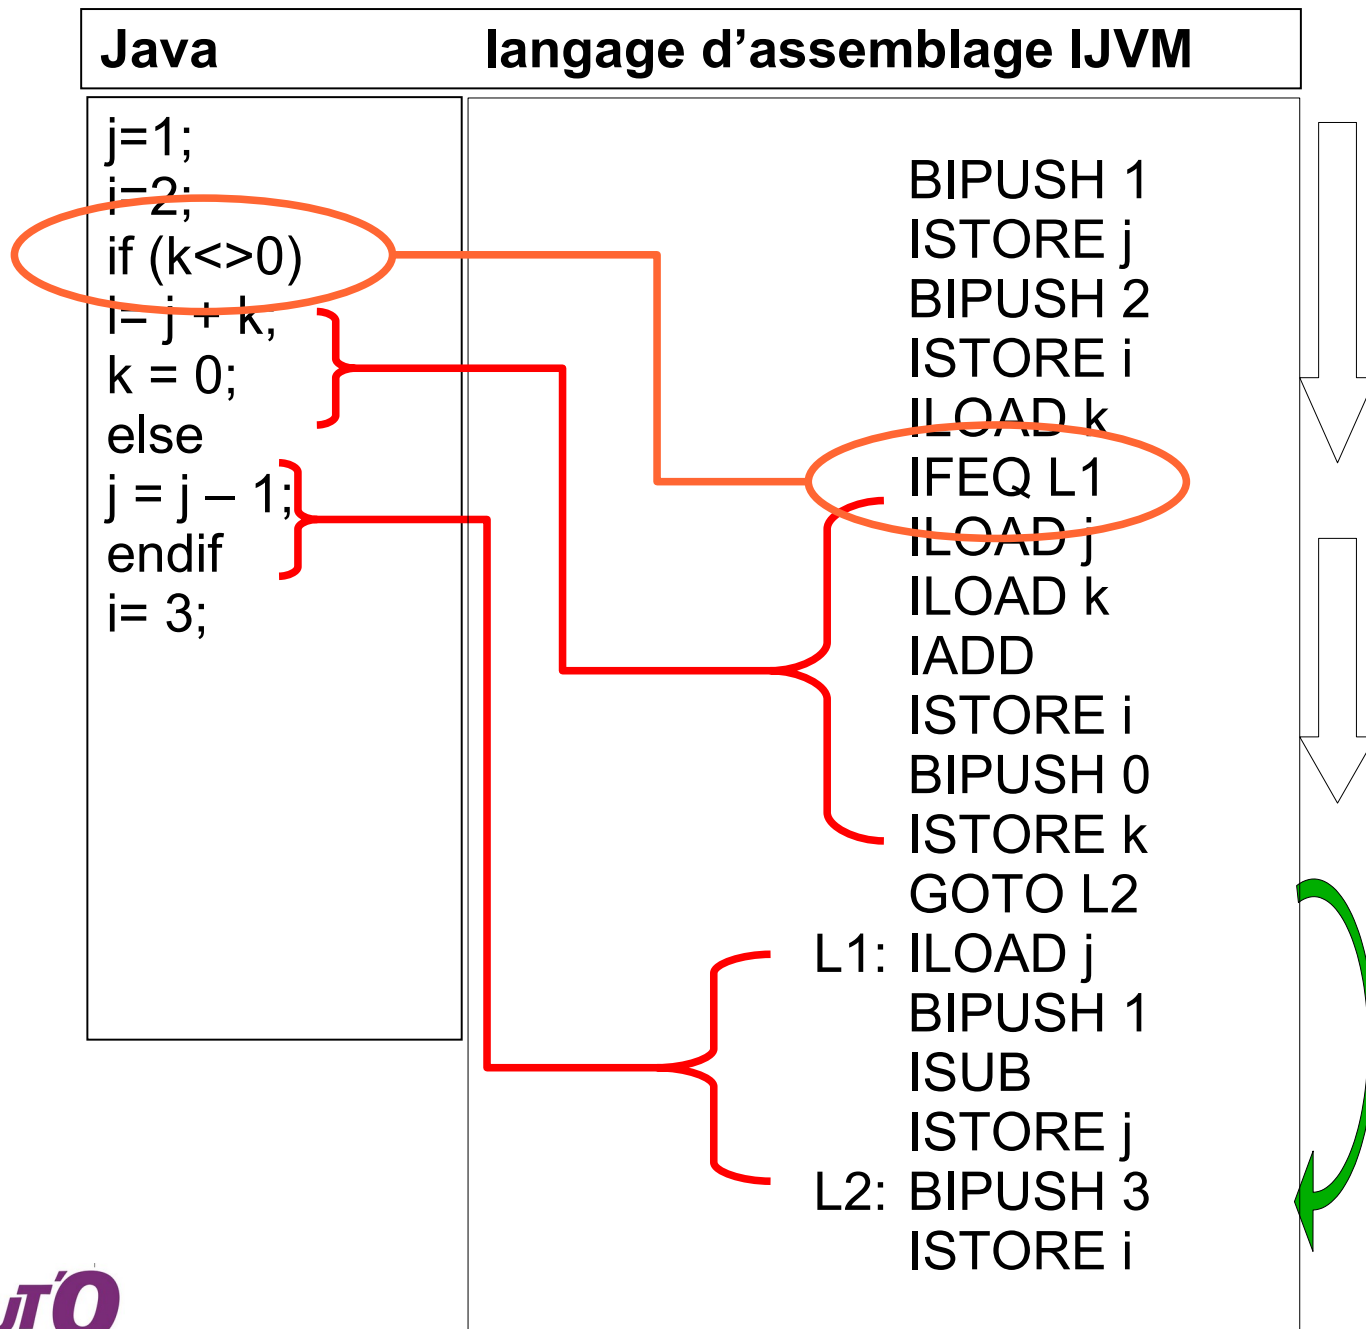 Java langage d’assemblage IJVM
j=1;
i=2;
if (k<>0)
i= j + k;
k = 0;
else
j = j – 1;
endif
i= 3;
BIPUSH 1
ISTORE j
BIPUSH 2
ISTORE i
ILOAD k
IFEQ L1
ILOAD j
ILOAD k
IADD
ISTORE i
BIPUSH 0
ISTORE k
GOTO L2
L1: ILOAD j
BIPUSH 1
ISUB
ISTORE j
L2: BIPUSH 3
ISTORE i